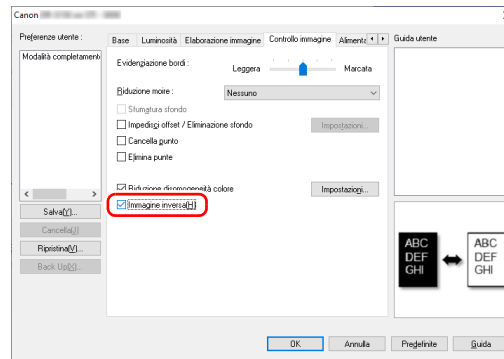 Canon
Preferenze utente :
Modalità completament
Salva(Y)...
Cancella(J)
Ripristina(V)...
Back Up(X)...
Base Luminosità Elaborazione immagine Controllo immagine Alimenta
Evidenziazione bordi :
Leggera Marcata
Riduzione moire : Nessuno
Sfumatura sfondo
Impedisci offset / Eliminazione sfondo Impostazioni...
Cancella punto
Elimina punte
Riduzione disomogeneità colore Impostazioni...
Immagine inversa(H)
Guida utente
ABC
DEF
GHI
ABC
DEF
GHI
OK Annulla Predefinite Guida